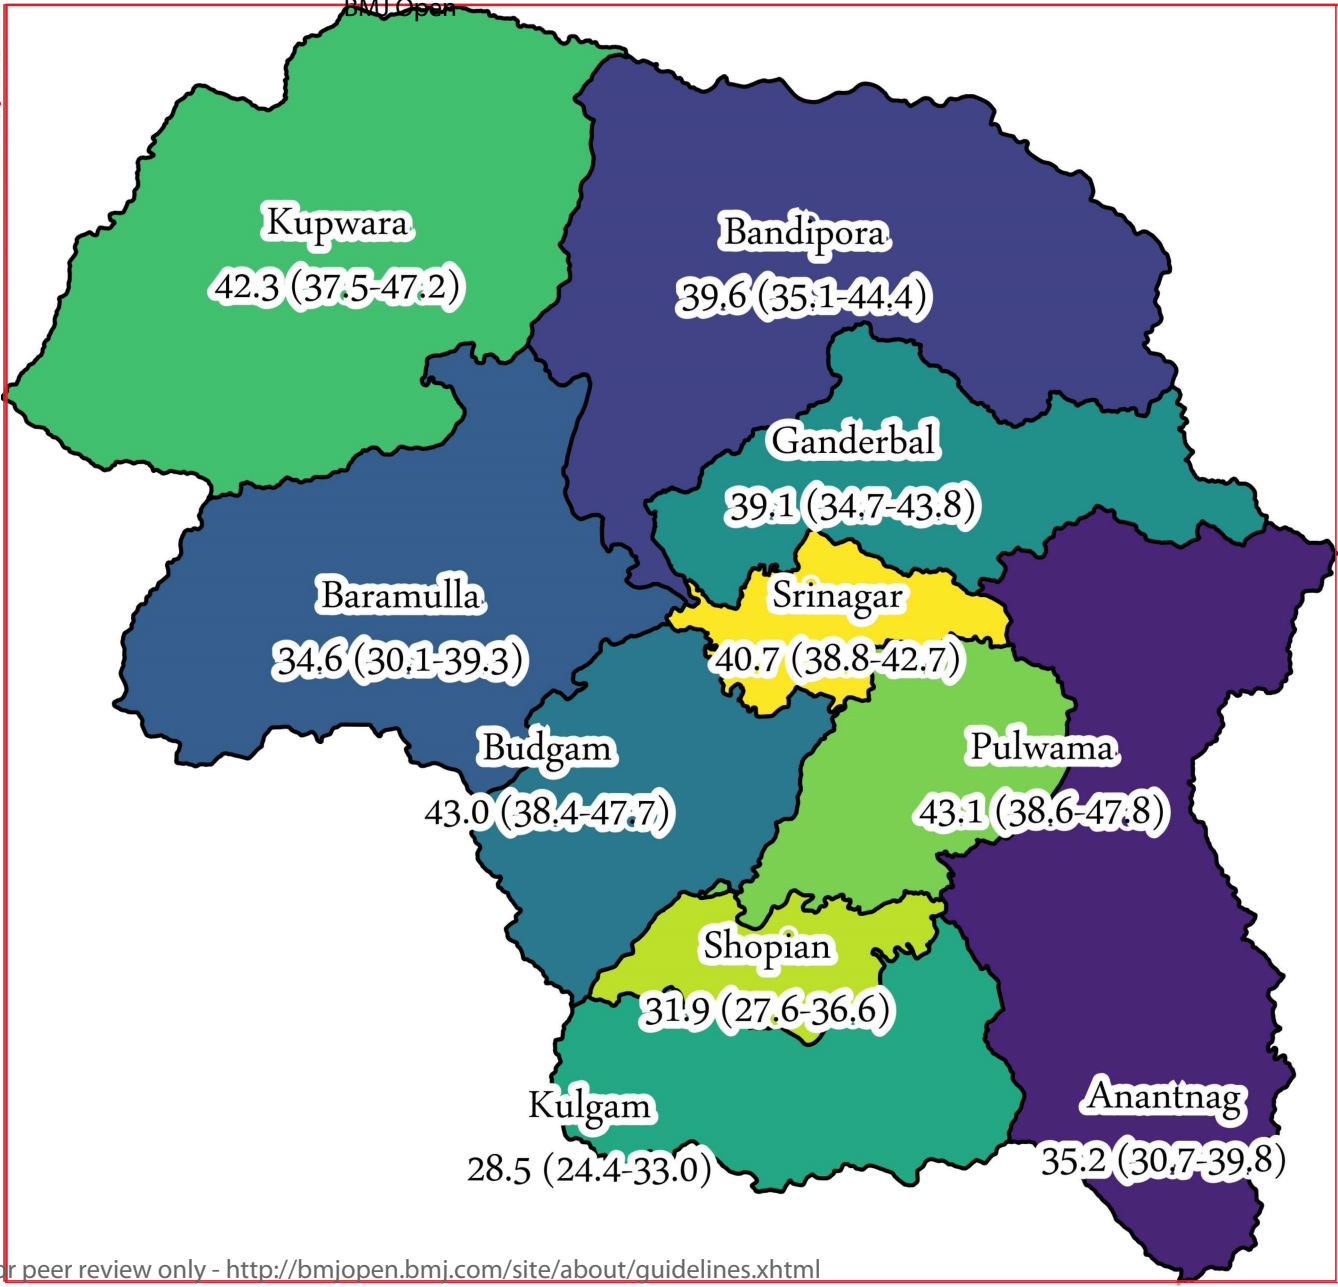 BMJ Open
Kupwara
42.3 (37.5-47.2)
Bandipora
39.6 (35.1-44.4)
Ganderbal
39.1 (34.7-43.8)
Baramulla
34.6 (30.1-39.3)
Srinagar
40.7 (38.8-42.7)
Budgam
43.0 (38.4-47.7)
Pulwama
43.1 (38.6-47.8)
Shopian
31.9 (27.6-36.6)
Kulgam
28.5 (24.4-33.0)
Anantnag
35.2 (30.7-39.8)
r peer review only - http://bmjopen.bmj.com/site/about/guidelines.xhtml